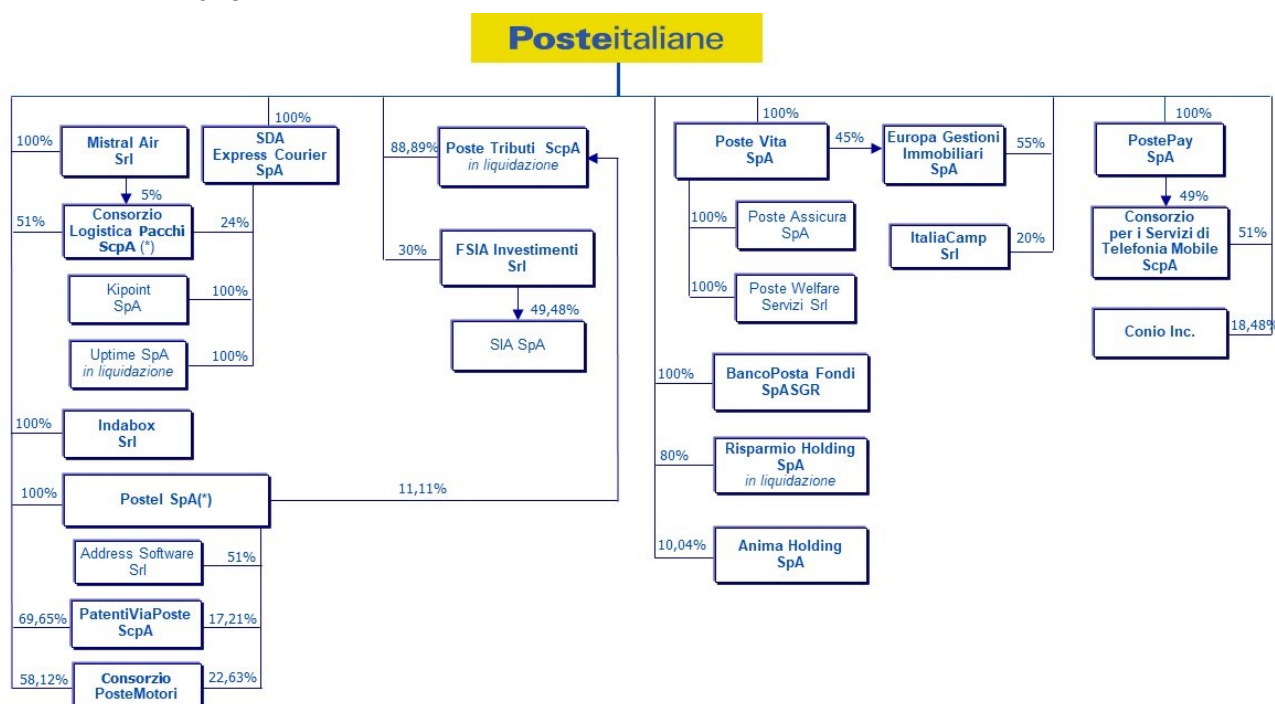 Posteitaliane
100%
Mistral Air
Srl
5%
51%
Consorzio
Logistica Pacchi
ScpA (*)
24%
100%
SDA
Express Courier
SpA
Kipoint
SpA
100%
Uptime SpA
in liquidazione
100%
100%
Indabox
Srl
100%
Postel SpA(*)
11,11%
Address Software
Srl
51%
69,65%
PatentiViaPoste
ScpA
17,21%
58,12%
Consorzio
PosteMotori
22,63%
88,89%
Poste Tributi ScpA
in liquidazione
30%
FSIA Investimenti
Srl
49,48%
SIA SpA
100%
Poste Vita
SpA
45%
Europa Gestioni
Immobiliari
SpA
55%
100%
Poste Assicura
SpA
100%
Poste Welfare
Servizi Srl
ItaliaCamp
Srl
20%
100%
BancoPosta Fondi
SpASGR
80%
Risparmio Holding
SpA
in liquidazione
10,04%
Anima Holding
SpA
100%
PostePay
SpA
49%
Consorzio
per i Servizi di
Telefonia Mobile
ScpA
51%
Conio Inc.
18,48%